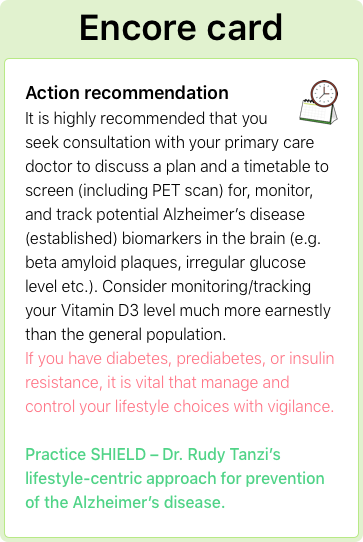 Encore card
Action recommendation
It is highly recommended that you
seek consultation with your primary care
doctor to discuss a plan and a timetable to
screen (including PET scan) for, monitor,
and track potential Alzheimer’s disease
(established) biomarkers in the brain (e.g.
beta amyloid plaques, irregular glucose
level etc.). Consider monitoring/tracking
your Vitamin D3 level much more earnestly
than the general population.
If you have diabetes, prediabetes, or insulin
resistance, it is vital that manage and
control your lifestyle choices with vigilance.
Practice SHIELD – Dr. Rudy Tanzi’s
lifestyle-centric approach for prevention
of the Alzheimer’s disease.